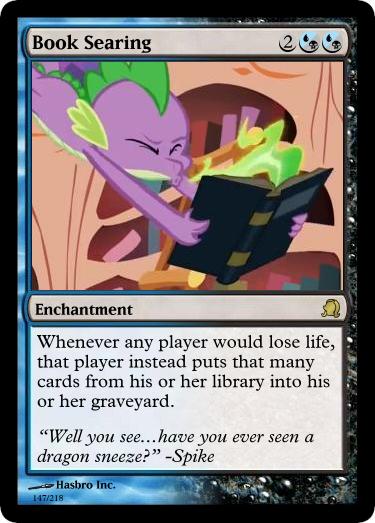 Book Searing 2
Enchantment
Whenever any player would lose life,
that player instead puts that many
cards from his or her library into his
or her graveyard.
“Well you see…have you ever seen a
dragon sneeze?” -Spike
Hasbro Inc.
147/218